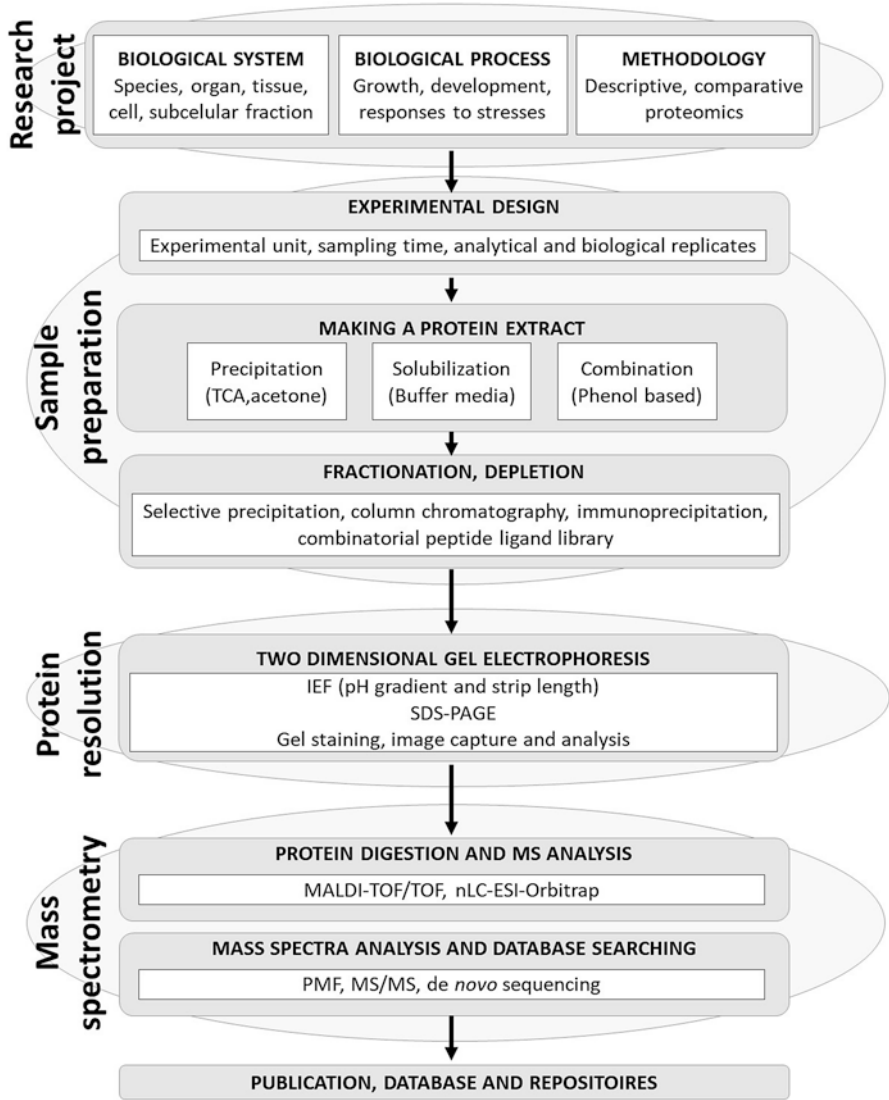 Research
project
BIOLOGICAL SYSTEM
Species, organ, tissue,
cell, subcelular fraction
BIOLOGICAL PROCESS
Growth, development,
responses to stresses
METHODOLOGY
Descriptive, comparative
proteomics
Sample
preparation
EXPERIMENTAL DESIGN
Experimental unit, sampling time, analytical and biological replicates
MAKING A PROTEIN EXTRACT
Precipitation
(TCA,acetone)
Solubilization
(Buffer media)
Combination
(Phenol based)
FRACTIONATION, DEPLETION
Selective precipitation, column chromatography, immunoprecipitation,
combinatorial peptide ligand library
Protein
resolution
TWO DIMENSIONAL GEL ELECTROPHORESIS
IEF (pH gradient and strip length)
SDS-PAGE
Gel staining, image capture and analysis
Mass
spectrometry
PROTEIN DIGESTION AND MS ANALYSIS
MALDI-TOF/TOF, nLC-ESI-Orbitrap
MASS SPECTRA ANALYSIS AND DATABASE SEARCHING
PMF, MS/MS, de novo sequencing
PUBLICATION, DATABASE AND REPOSITOIRES